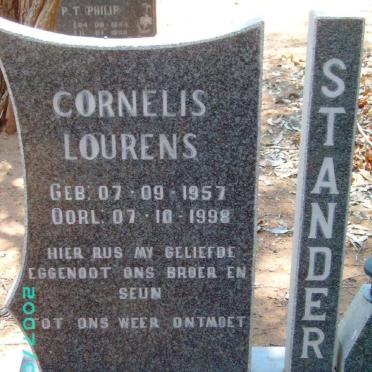 P.T. PHILIP
CORNELIS
LOURENS
GEB: 07-09-1957
OORL: 07-10-1998
HIER RUS MY GELIEFDE
EGGENOOT ONS BROER EN
SEUN
TOT ONS WEER ONTMOET
STANDER